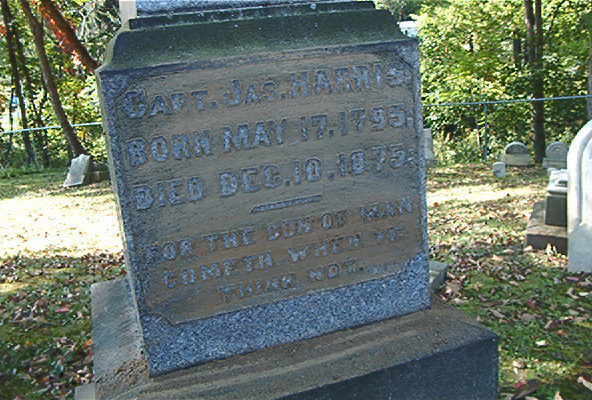 CAPT. JAS. HARRIS.
BORN MAY 17, 1795.
DIED DEC. 10, 1875.
FOR THE SON OF MAN
COMETH WHEN YE
THINK NOT.